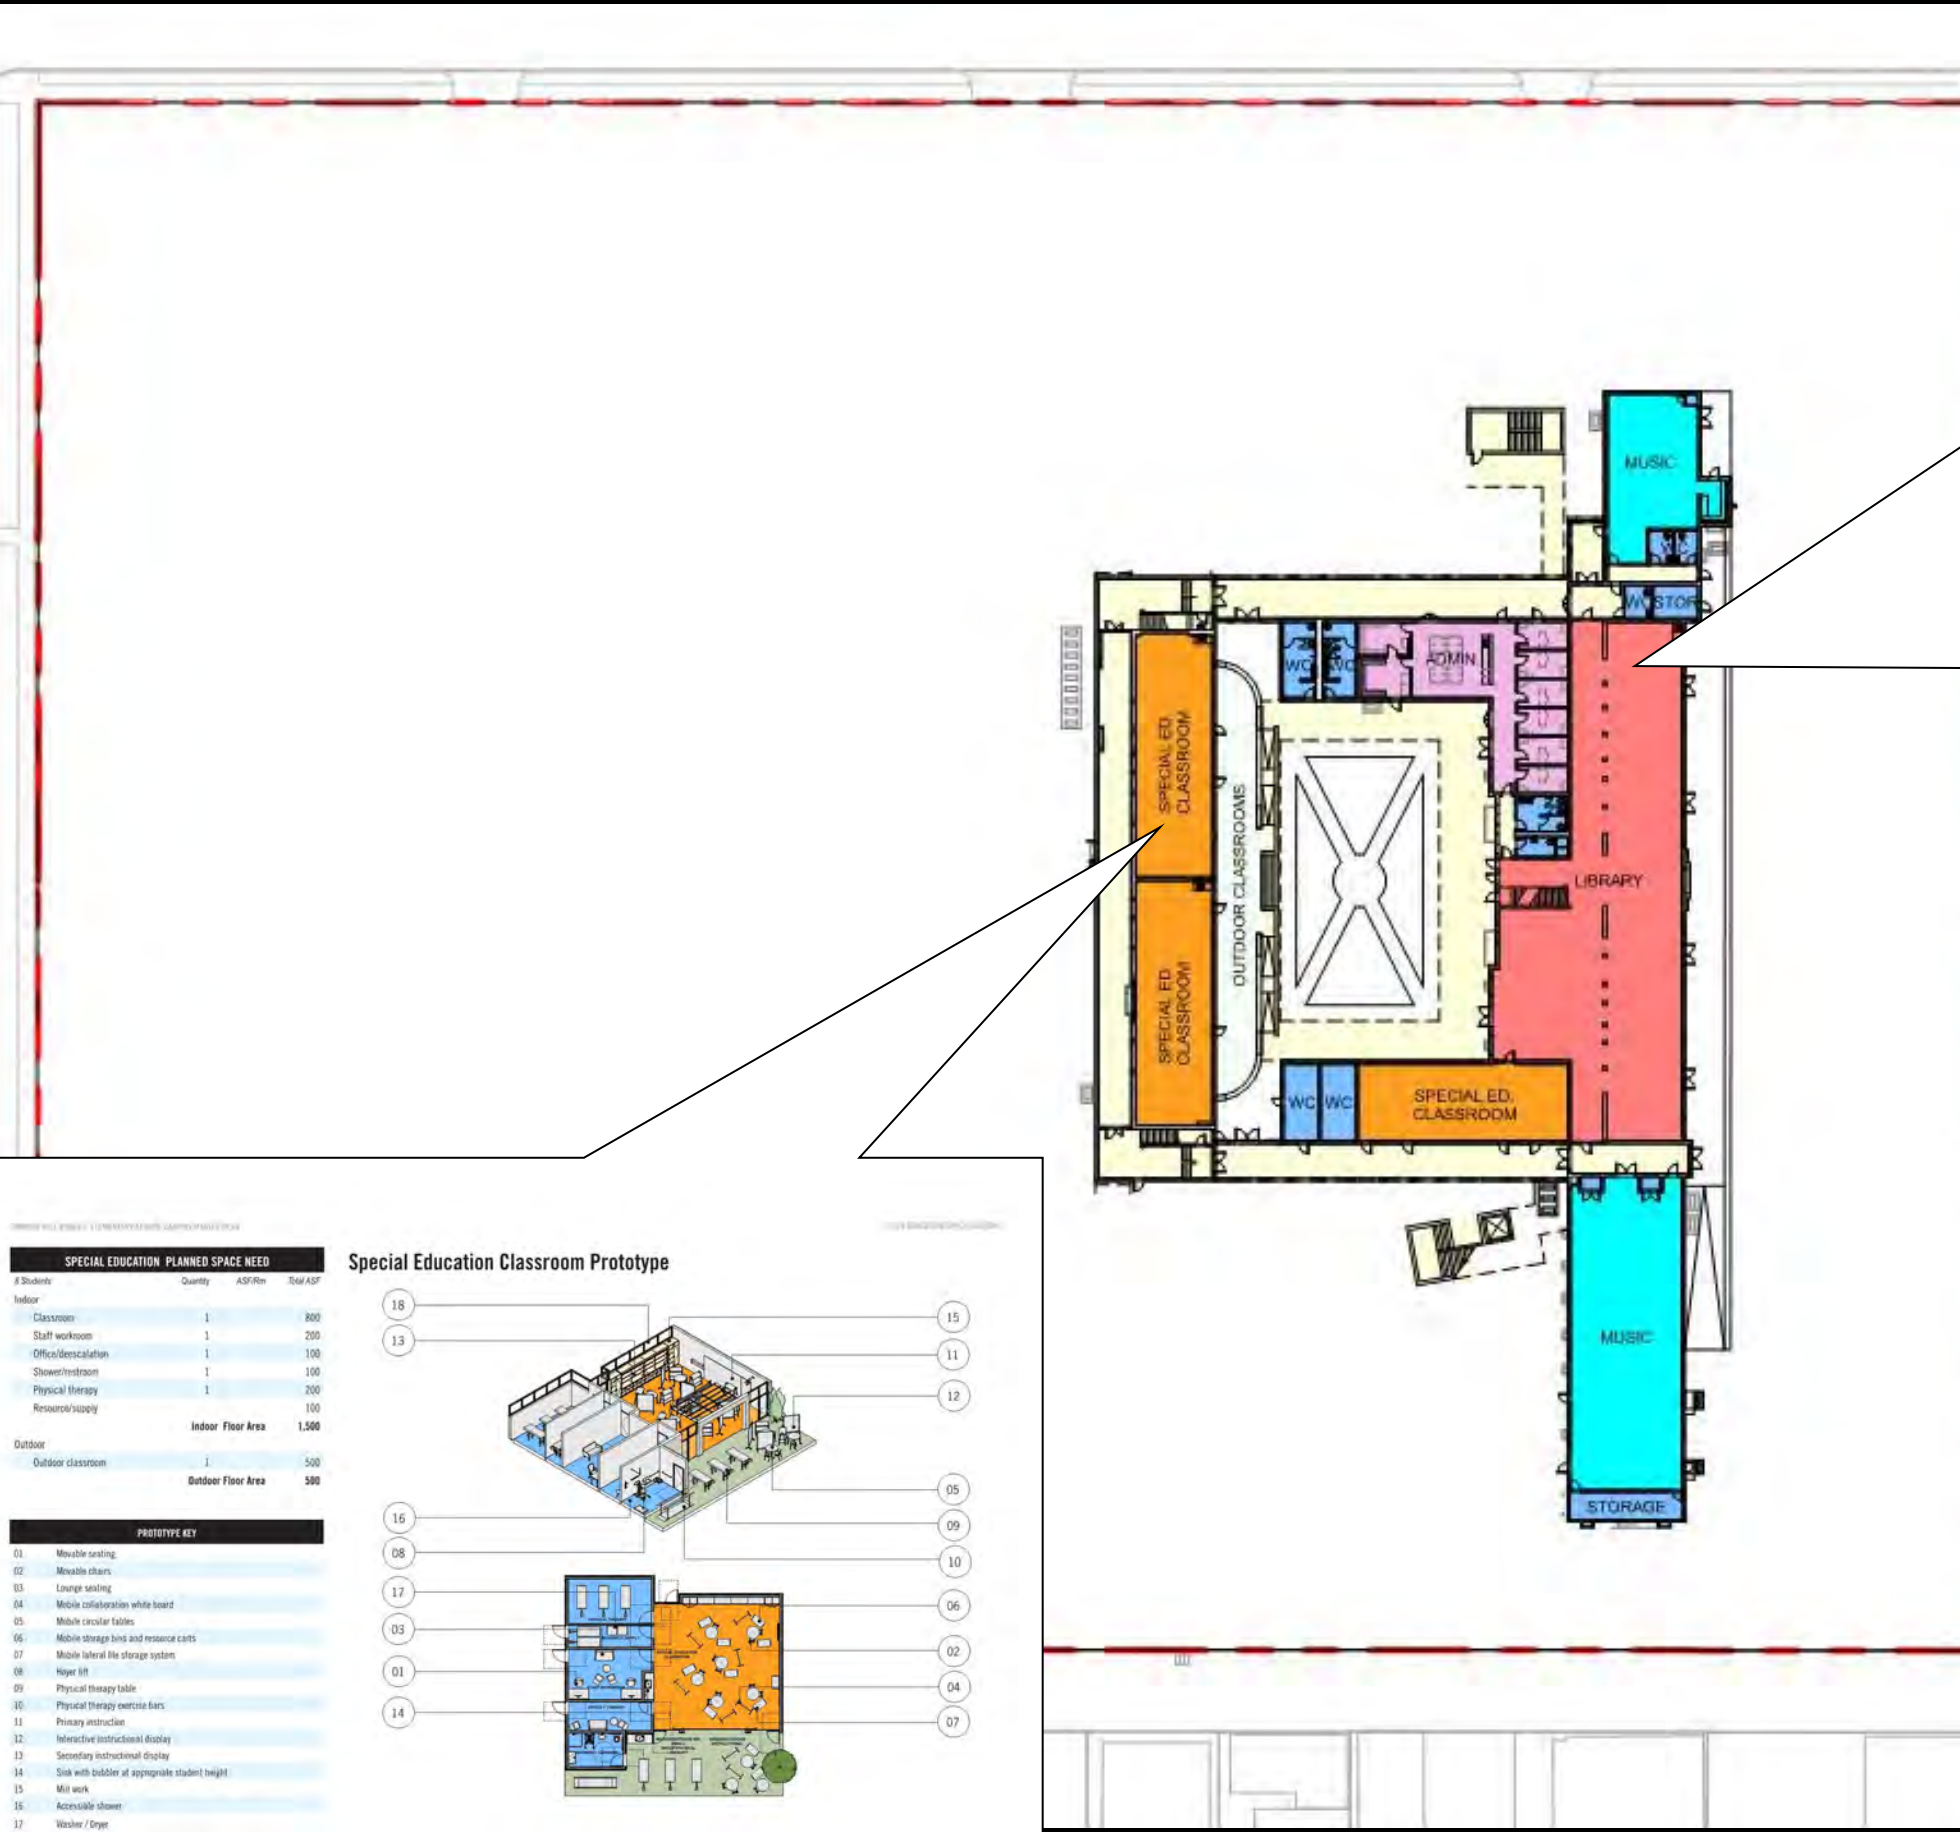 MUSIC
WC
WC
STOR
WC
WC
ADMIN
SPECIAL ED.
CLASSROOM
OUTDOOR CLASSROOMS
LIBRARY
SPECIAL ED.
CLASSROOM
WC
WC
SPECIAL ED.
CLASSROOM
MUSIC
STORAGE
SPECIAL EDUCATION PLANNED SPACE NEED
8 Students Quantity ASF/Rm Total ASF
Indoor
Classroom 1 800
Staff workroom 1 200
Office/deescalation 1 100
Shower/restroom 1 100
Physical therapy 1 200
Resource/supply 100
Indoor Floor Area 1,500
Outdoor
Outdoor classroom 1 500
Outdoor Floor Area 500
PROTOTYPE KEY
01 Movable seating
02 Movable chairs
03 Lounge seating
04 Mobile collaboration white board
05 Mobile circular tables
06 Mobile storage bins and resource carts
07 Mobile lateral file storage system
08 Hoyer lift
09 Physical therapy table
10 Physical therapy exercise bars
11 Primary instruction
12 Interactive instructional display
13 Secondary instructional display
14 Sink with bubbler at appropriate student height
15 Mill work
16 Accessible shower
17 Washer / Dryer
Special Education Classroom Prototype
18
13
15
11
12
16
08
05
09
10
17
03
01
14
06
02
04
07